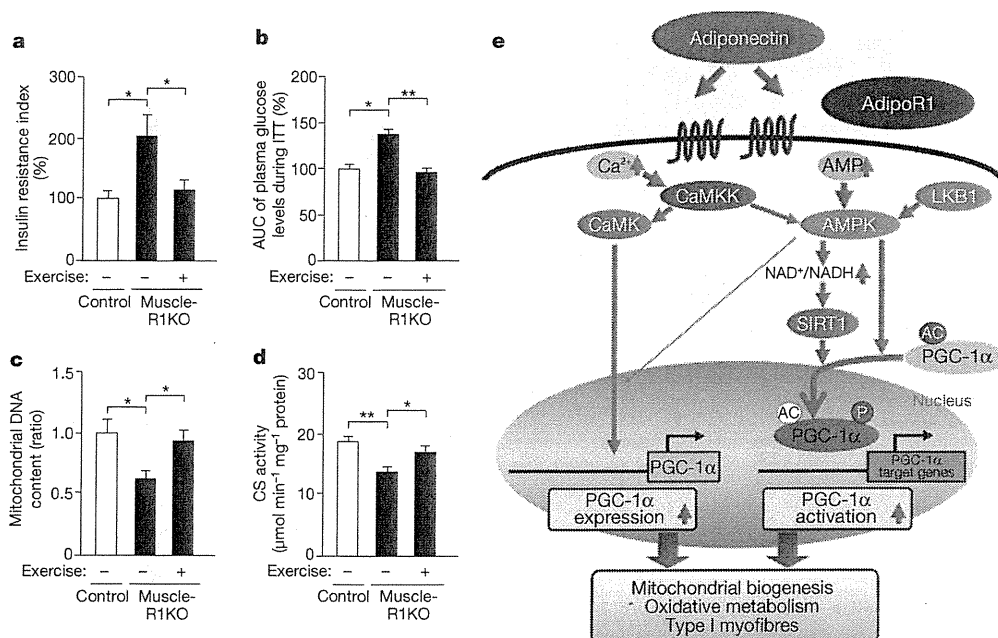 a
300
200
100
0
Insulin resistance index
(%)
*
*
Exercise: − − +
Control Muscle-
R1KO
b
200
150
100
50
0
AUC of plasma glucose
levels during ITT (%)
*
**
Exercise: − − +
Control Muscle-
R1KO
c
1.5
1.0
0.5
0
Mitochondrial DNA
content (ratio)
*
*
Exercise: − − +
Control Muscle-
R1KO
d
30
20
10
0
CS activity
(μmol min⁻¹ mg⁻¹ protein)
**
*
Exercise: − − +
Control Muscle-
R1KO
e
Adiponectin
AdipoR1
Ca²⁺
AMP
CaMKK
LKB1
CaMK
AMPK
NAD⁺/NADH
SIRT1
AC
PGC-1α
Nucleus
AC
P
PGC-1α
PGC-1α
PGC-1α
target genes
PGC-1α
expression
PGC-1α
activation
Mitochondrial biogenesis
Oxidative metabolism
Type I myofibres